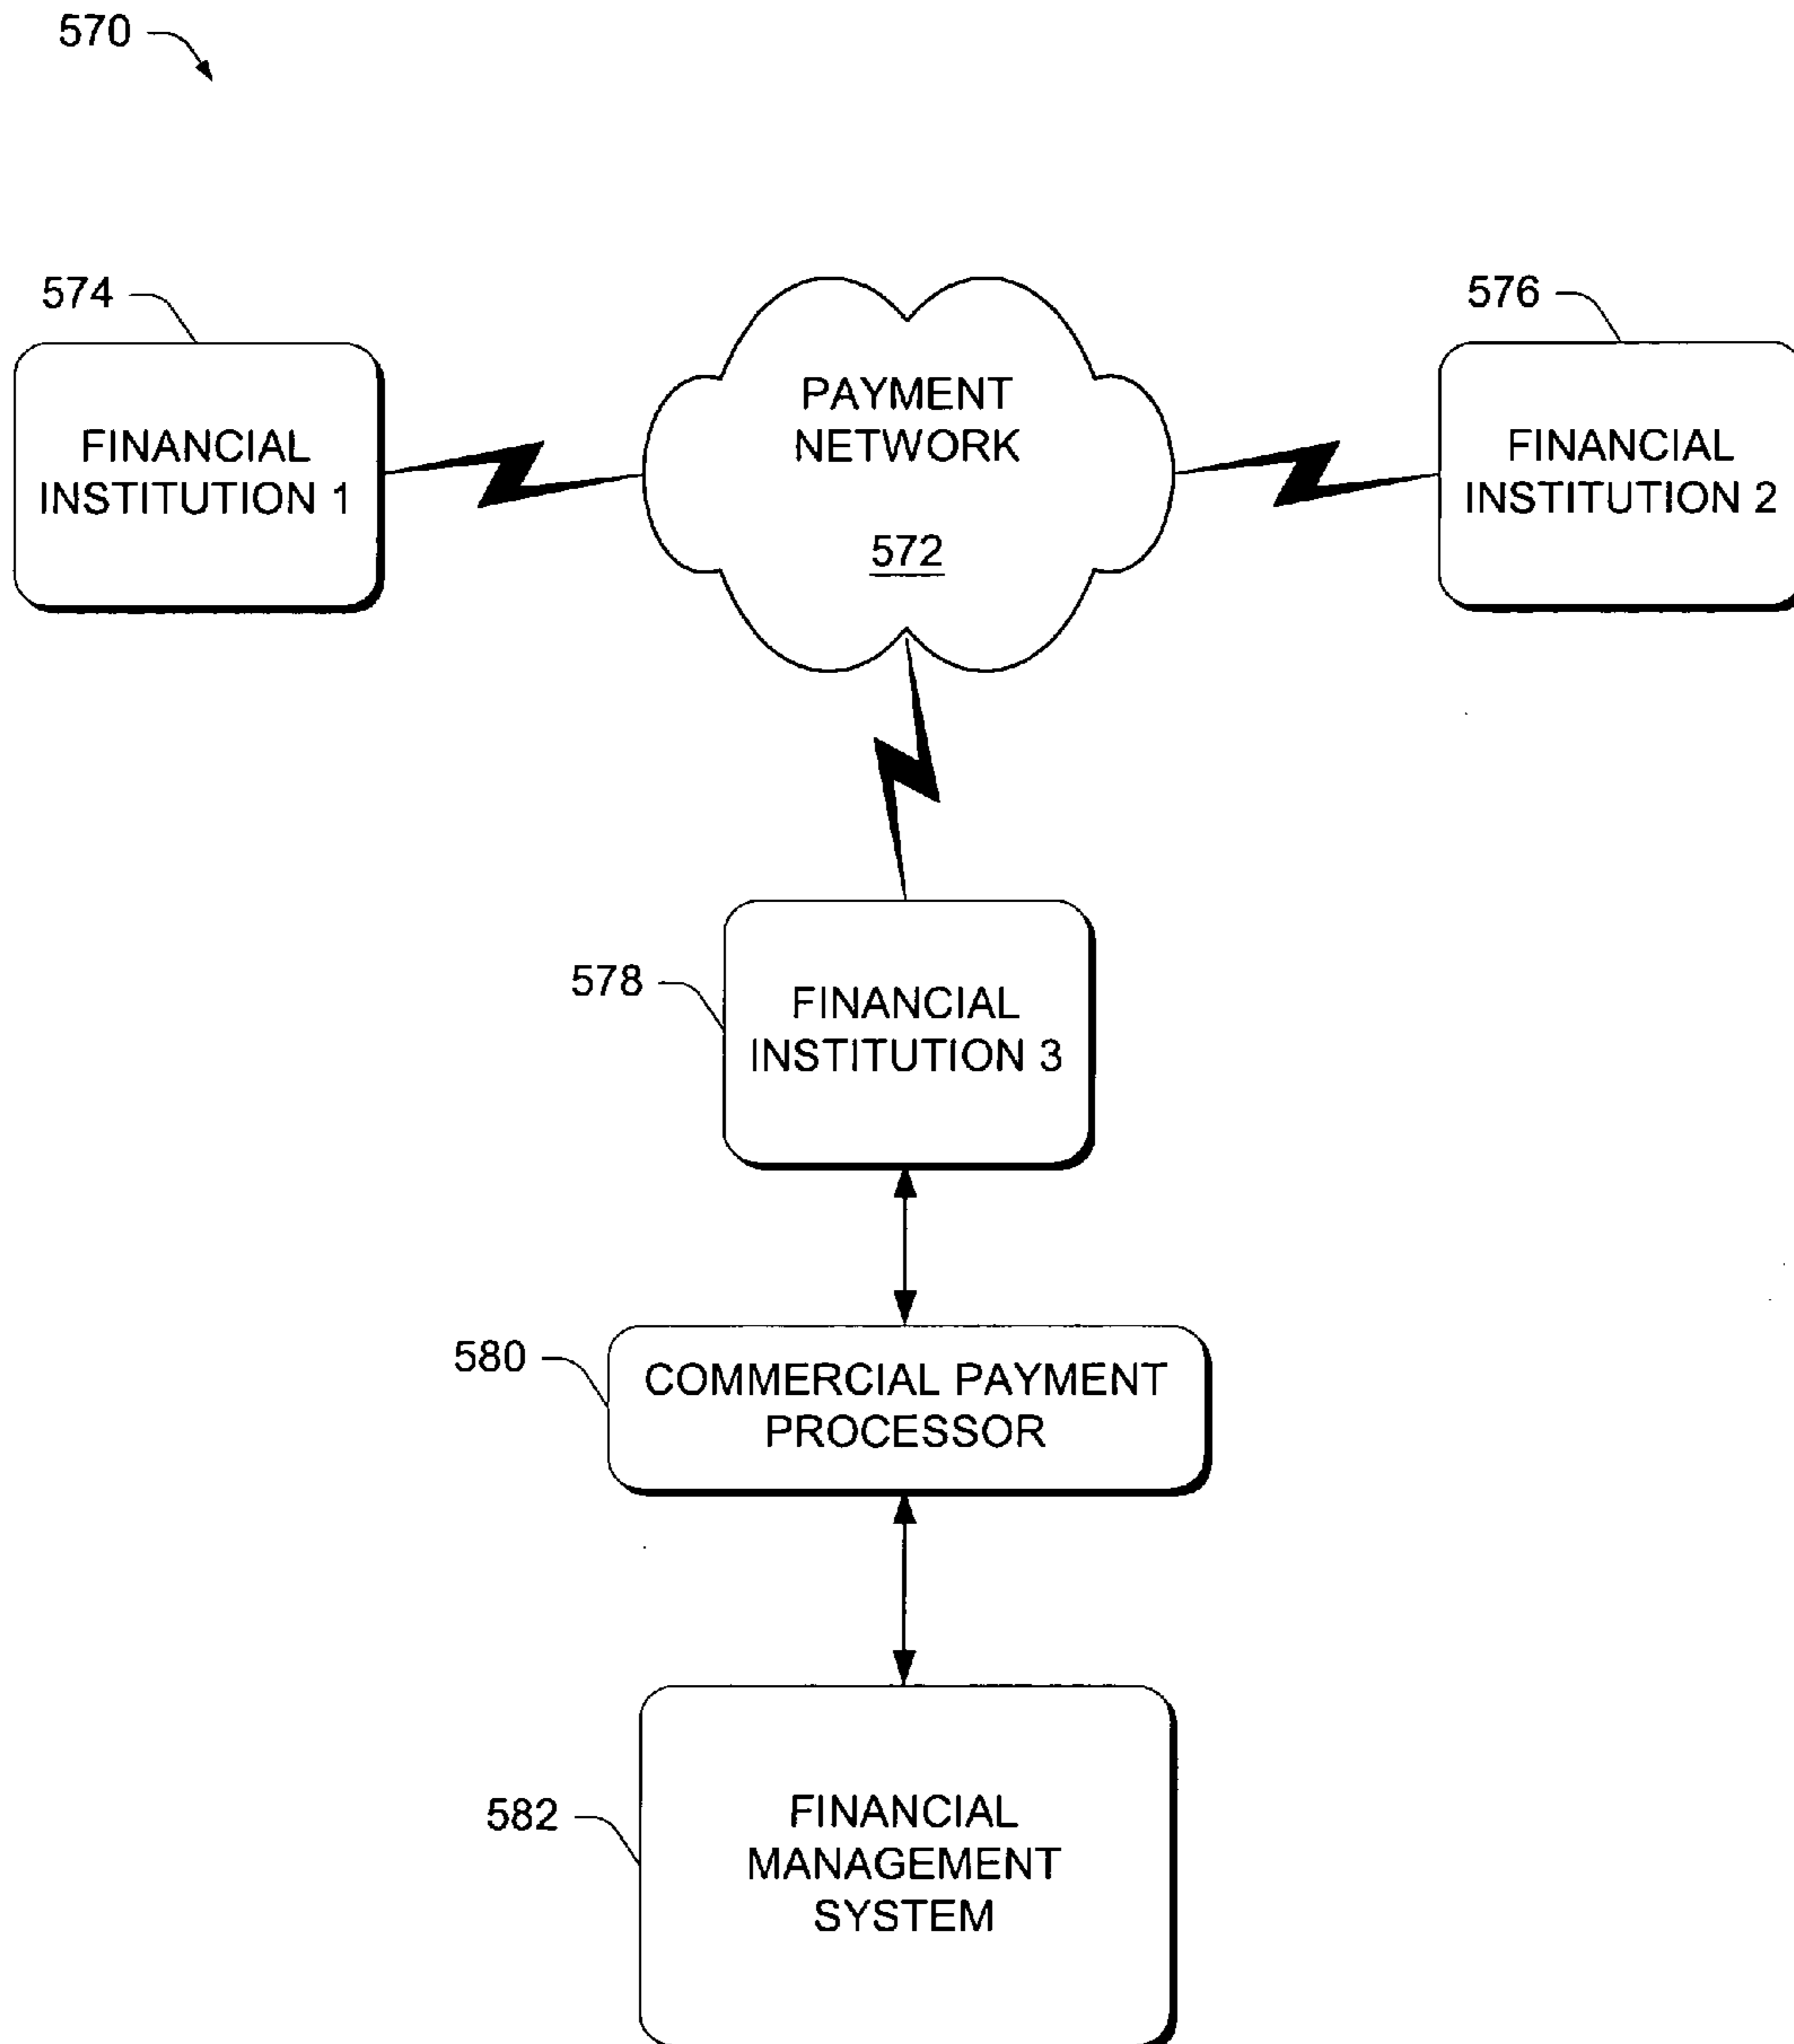 570
574
576
PAYMENT
NETWORK
572
FINANCIAL
INSTITUTION 1
FINANCIAL
INSTITUTION 2
578
FINANCIAL
INSTITUTION 3
580
COMMERCIAL PAYMENT
PROCESSOR
582
FINANCIAL
MANAGEMENT
SYSTEM